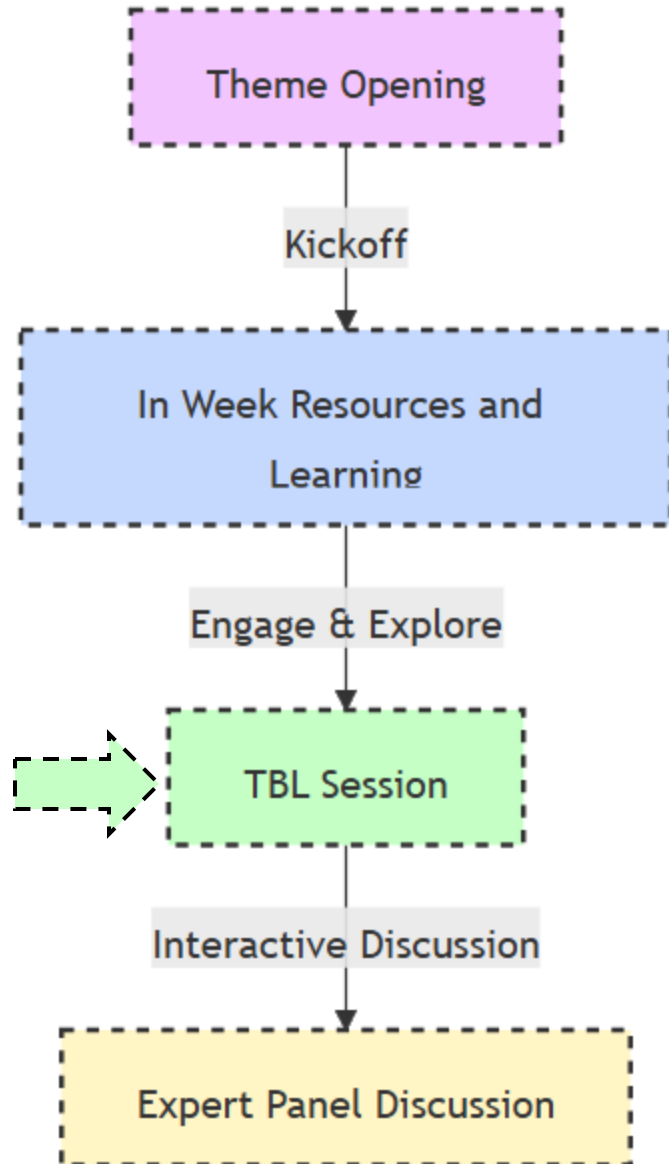 Theme Opening
Kickoff
In Week Resources and
Learning
Engage & Explore
TBL Session
Interactive Discussion
Expert Panel Discussion